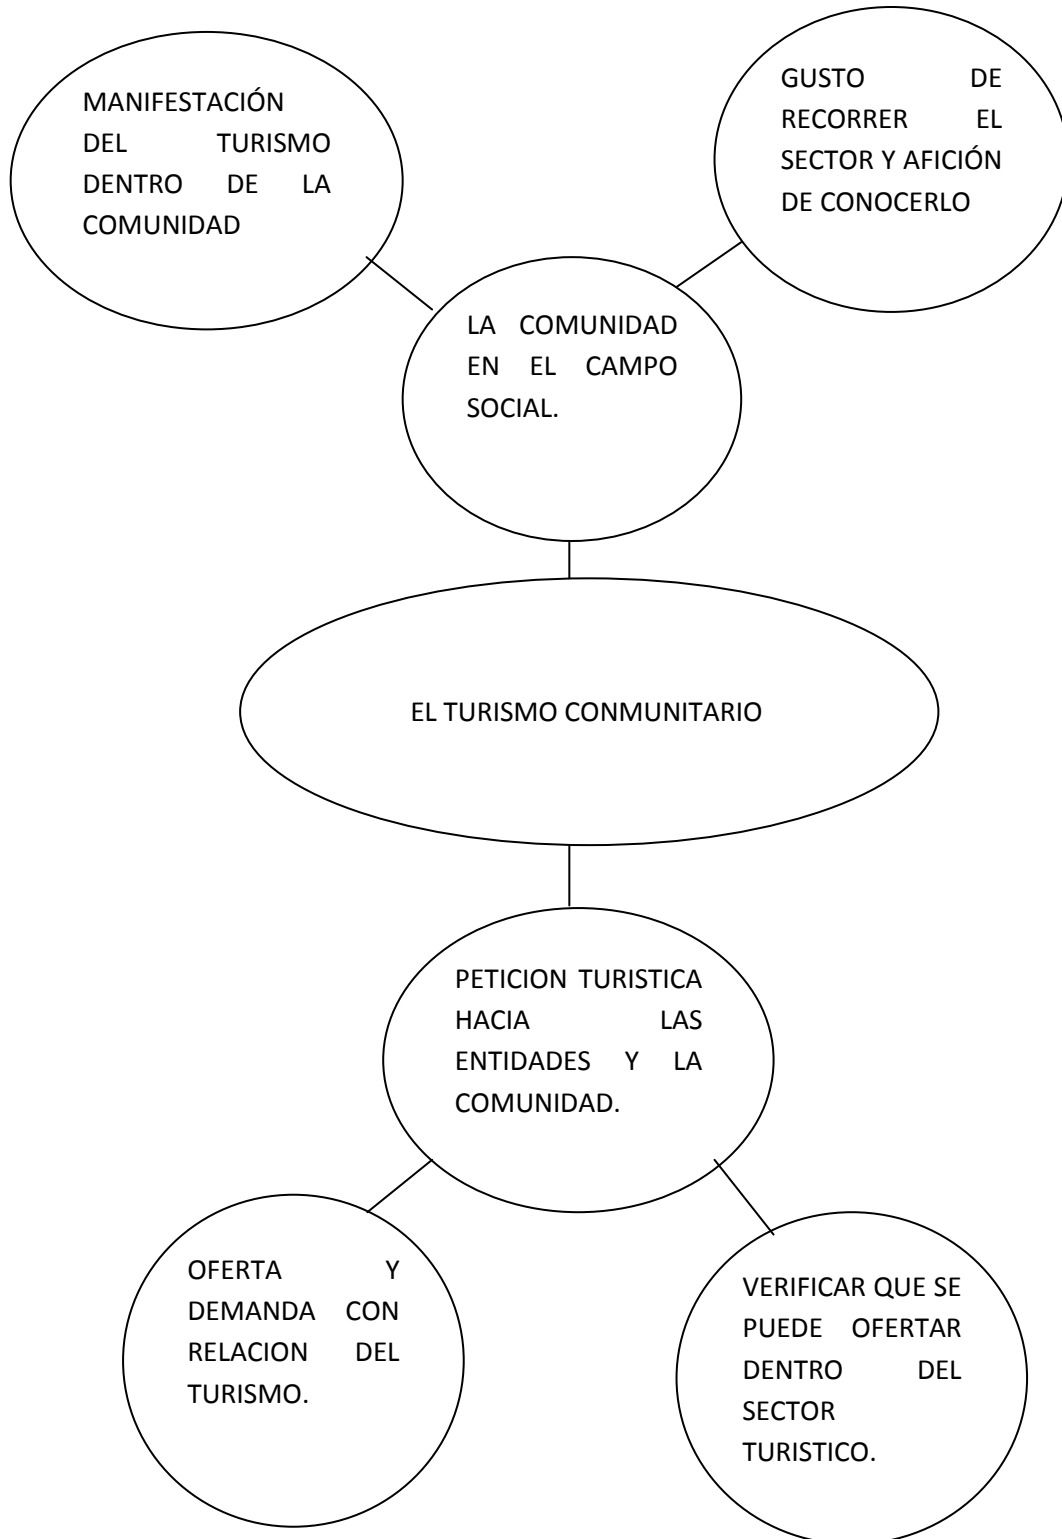 MANIFESTACIÓN
DEL TURISMO
DENTRO DE LA
COMUNIDAD
GUSTO DE
RECORRER EL
SECTOR Y AFICIÓN
DE CONOCERLO
LA COMUNIDAD
EN EL CAMPO
SOCIAL.
EL TURISMO CONMUNITARIO
PETICION TURISTICA
HACIA LAS
ENTIDADES Y LA
COMUNIDAD.
OFERTA Y
DEMANDA CON
RELACION DEL
TURISMO.
VERIFICAR QUE SE
PUEDE OFERTAR
DENTRO DEL
SECTOR
TURISTICO.